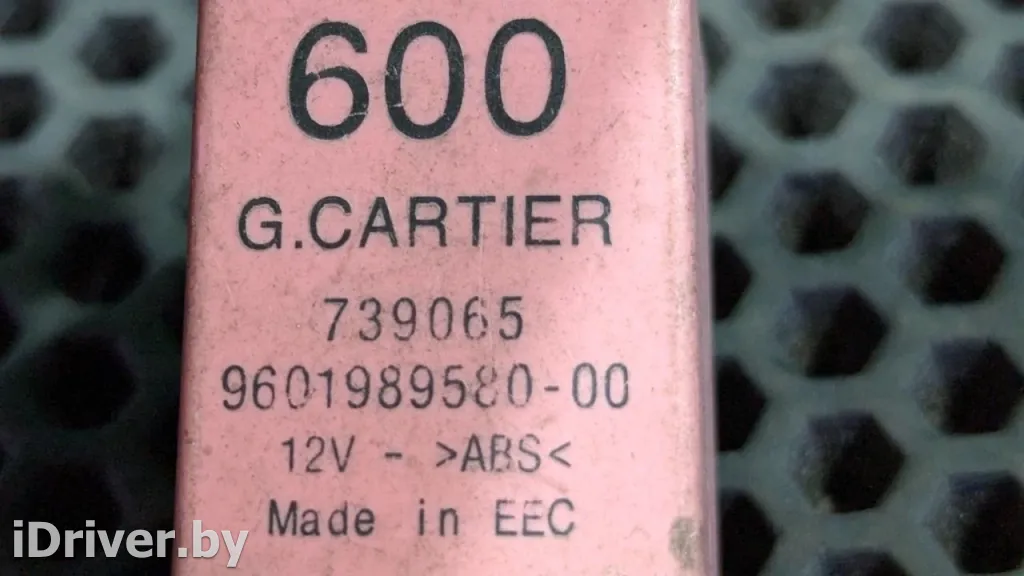 600
G.CARTIER
739065
9601989580-00
12V - >ABS<
Made in EEC
iDriver.by